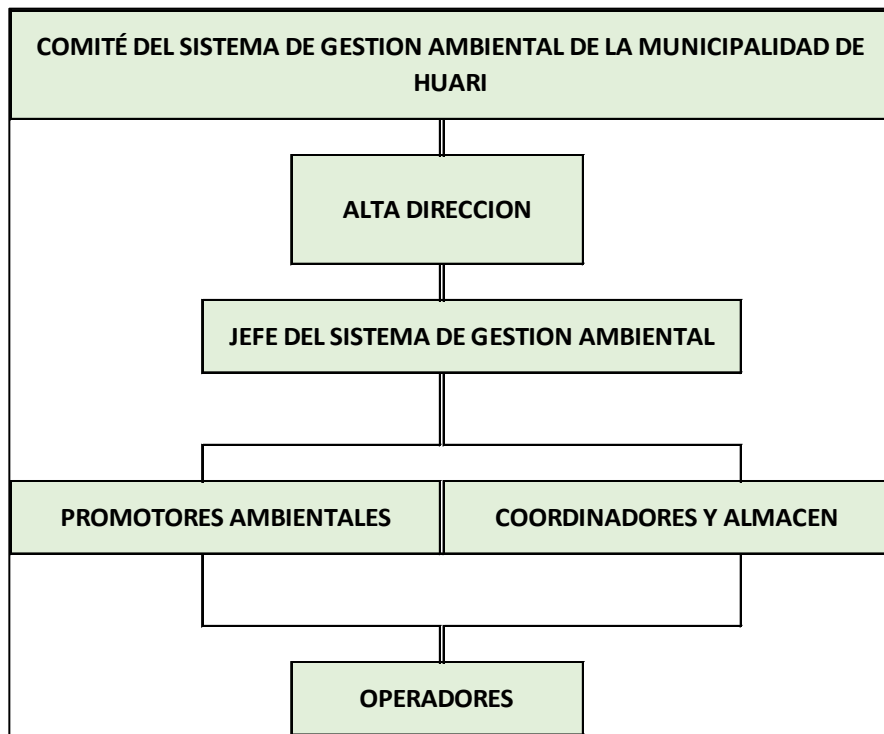 COMITÉ DEL SISTEMA DE GESTION AMBIENTAL DE LA MUNICIPALIDAD DE
HUARI
ALTA DIRECCION
JEFE DEL SISTEMA DE GESTION AMBIENTAL
PROMOTORES AMBIENTALES
COORDINADORES Y ALMACEN
OPERADORES